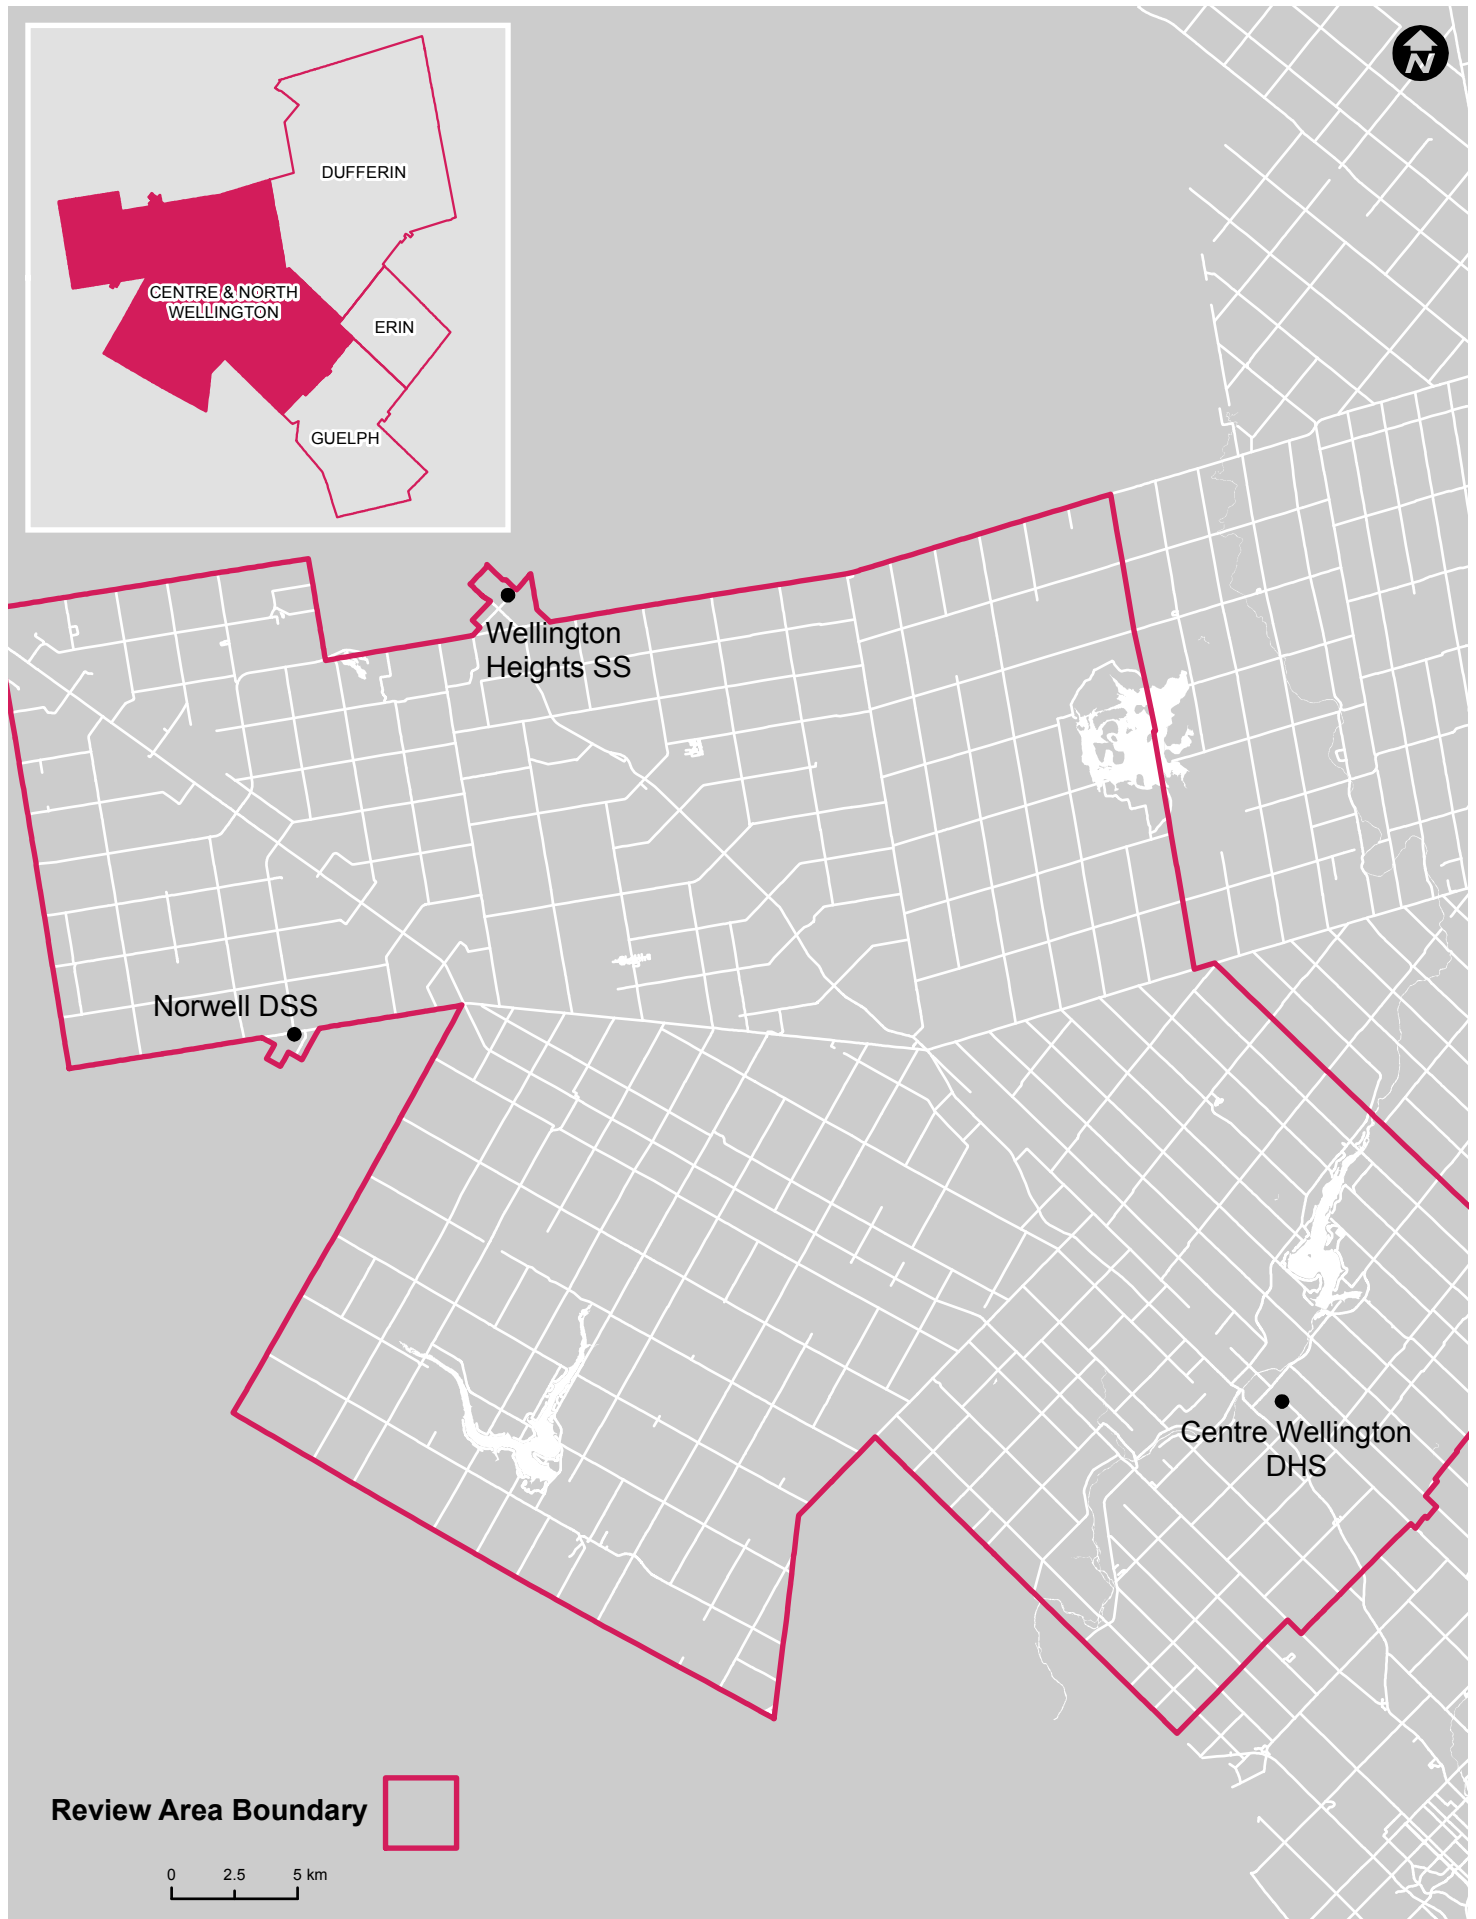 N
DUFFERIN
CENTRE & NORTH
WELLINGTON
ERIN
GUELPH
Wellington
Heights SS
Norwell DSS
Centre Wellington
DHS
Review Area Boundary
0 2.5 5 km